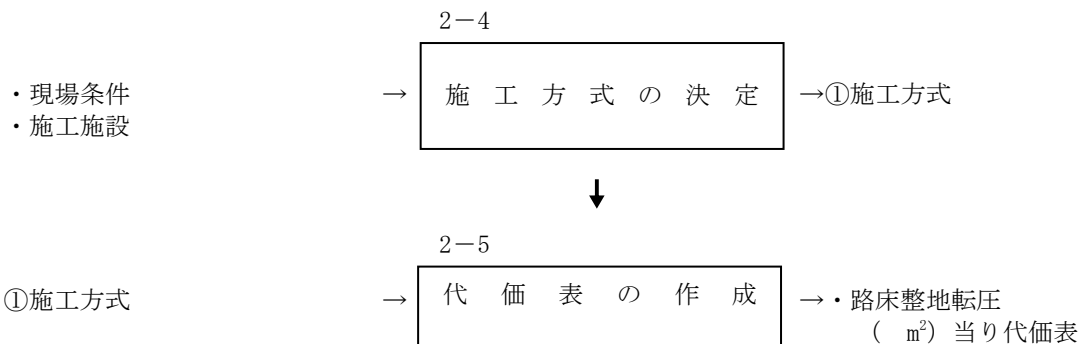 2－4
・現場条件 → 施工方式の決定 →①施工方式
・施工施設
↓
2－5
①施工方式 → 代価表の作成 →・路床整地転圧
（　m²）当り代価表